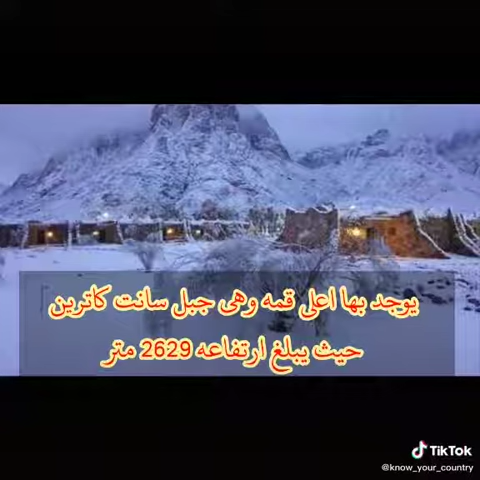 يوجد بها اعلى قمه وهى جبل سانت كاترين
حيث يبلغ ارتفاعه 2629 متر
TikTok
@know_your_country